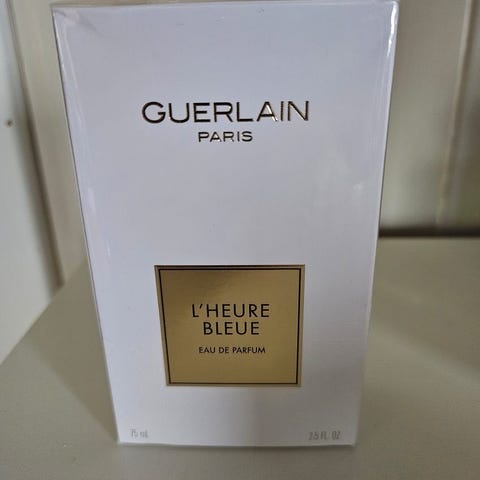 GUERLAIN
PARIS
L'HEURE
BLEUE
EAU DE PARFUM
75 mL 2.5 FL. OZ